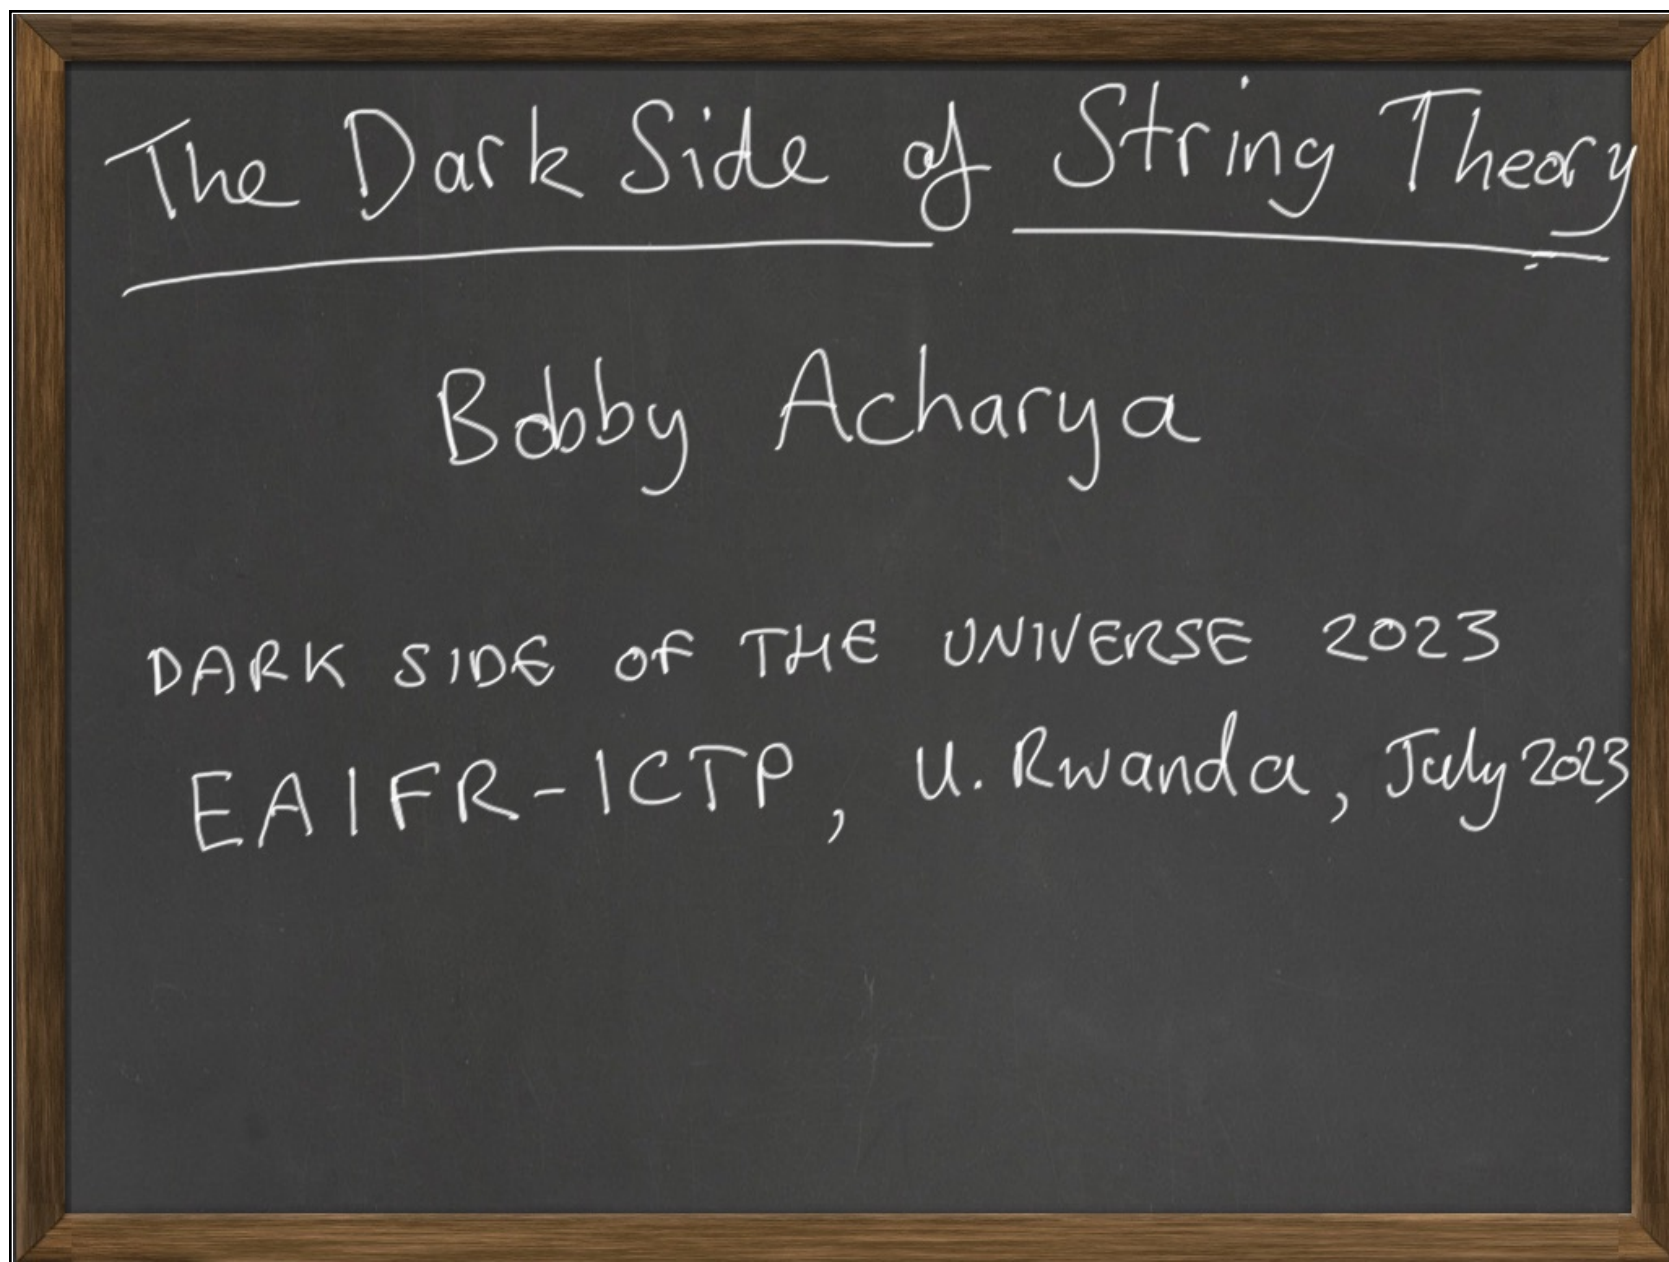 The Dark Side of String Theory
Bobby Acharya
DARK SIDE OF THE UNIVERSE 2023
EAIFR-ICTP, U. Rwanda, July 2023